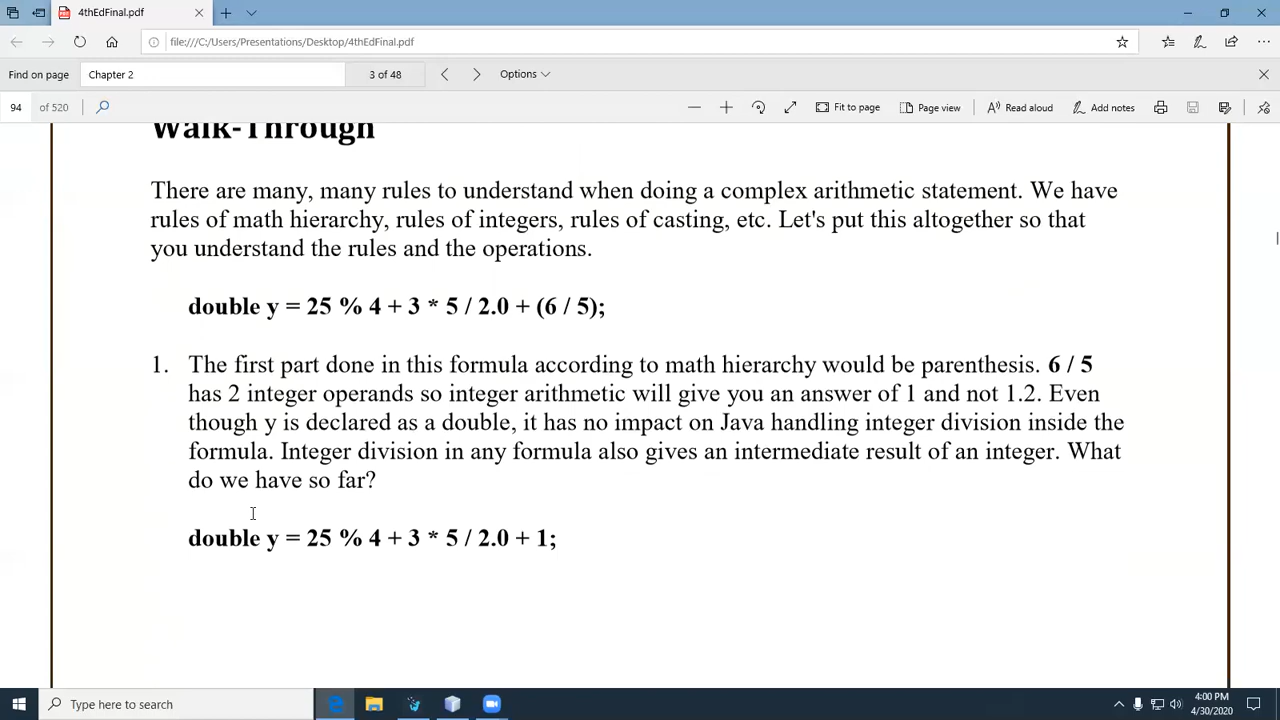 4thEdFinal.pdf
file:///C:/Users/Presentations/Desktop/4thEdFinal.pdf
Find on page Chapter 2 3 of 48 Options
94 of 520 Fit to page Page view Read aloud Add notes
Walk-Through
There are many, many rules to understand when doing a complex arithmetic statement. We have
rules of math hierarchy, rules of integers, rules of casting, etc. Let's put this altogether so that
you understand the rules and the operations.
double y = 25 % 4 + 3 * 5 / 2.0 + (6 / 5);
1. The first part done in this formula according to math hierarchy would be parenthesis. 6 / 5
has 2 integer operands so integer arithmetic will give you an answer of 1 and not 1.2. Even
though y is declared as a double, it has no impact on Java handling integer division inside the
formula. Integer division in any formula also gives an intermediate result of an integer. What
do we have so far?
double y = 25 % 4 + 3 * 5 / 2.0 + 1;
Type here to search
4:00 PM
4/30/2020